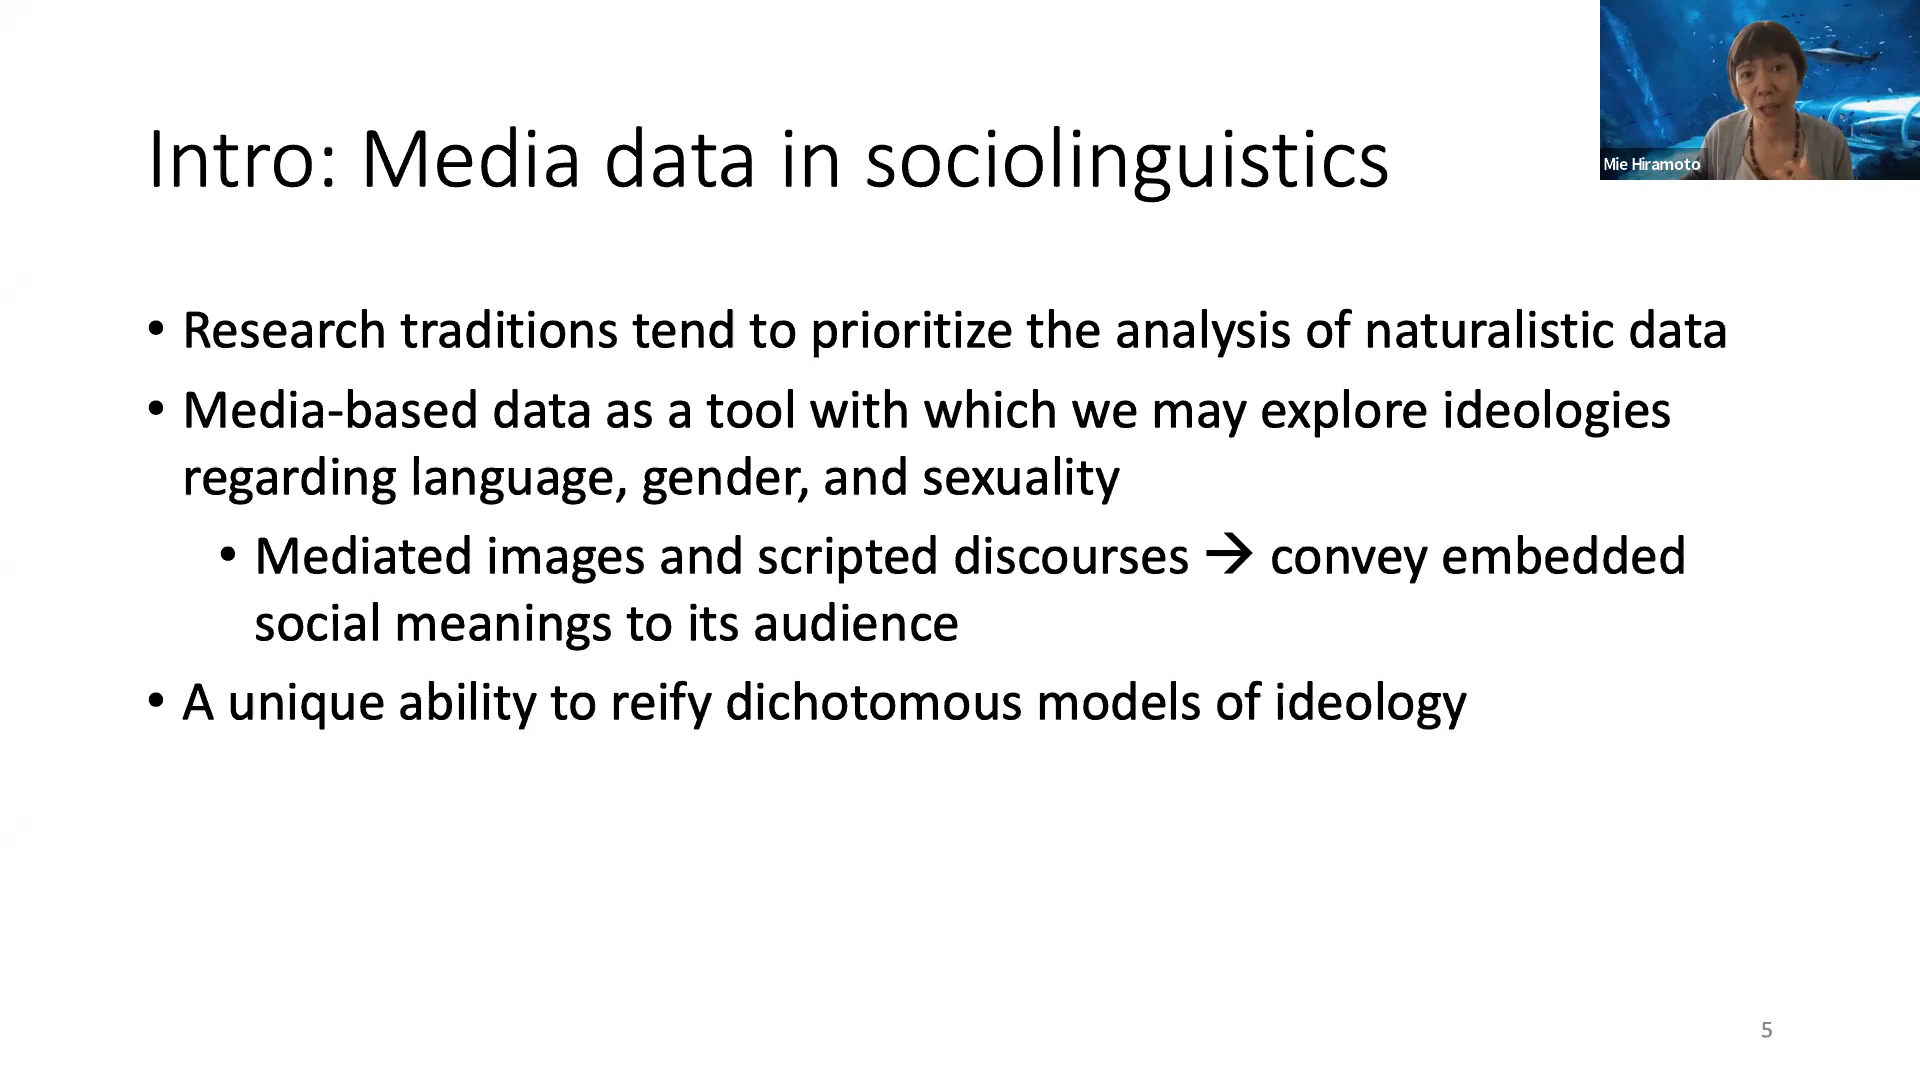 Mie Hiramoto
Intro: Media data in sociolinguistics
• Research traditions tend to prioritize the analysis of naturalistic data
• Media-based data as a tool with which we may explore ideologies
regarding language, gender, and sexuality
• Mediated images and scripted discourses → convey embedded
social meanings to its audience
• A unique ability to reify dichotomous models of ideology
5